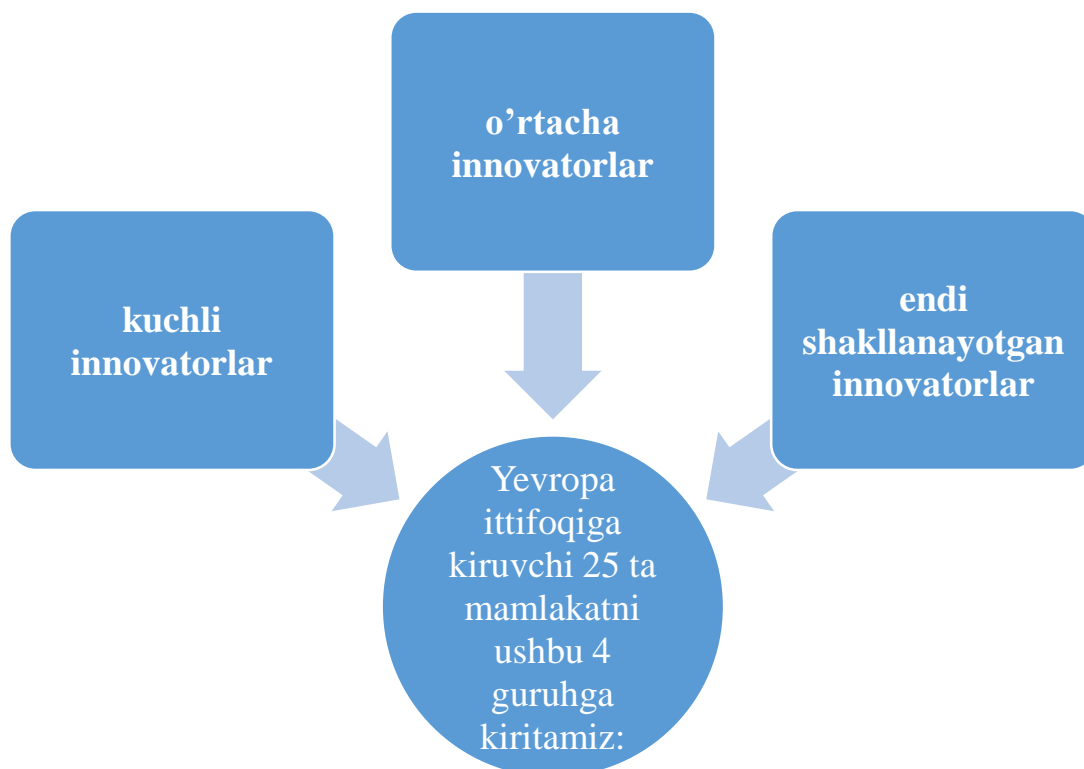 o’rtacha
innovatorlar
kuchli
innovatorlar
endi
shakllanayotgan
innovatorlar
Yevropa
ittifoqiga
kiruvchi 25 ta
mamlakatni
ushbu 4
guruhga
kiritamiz: